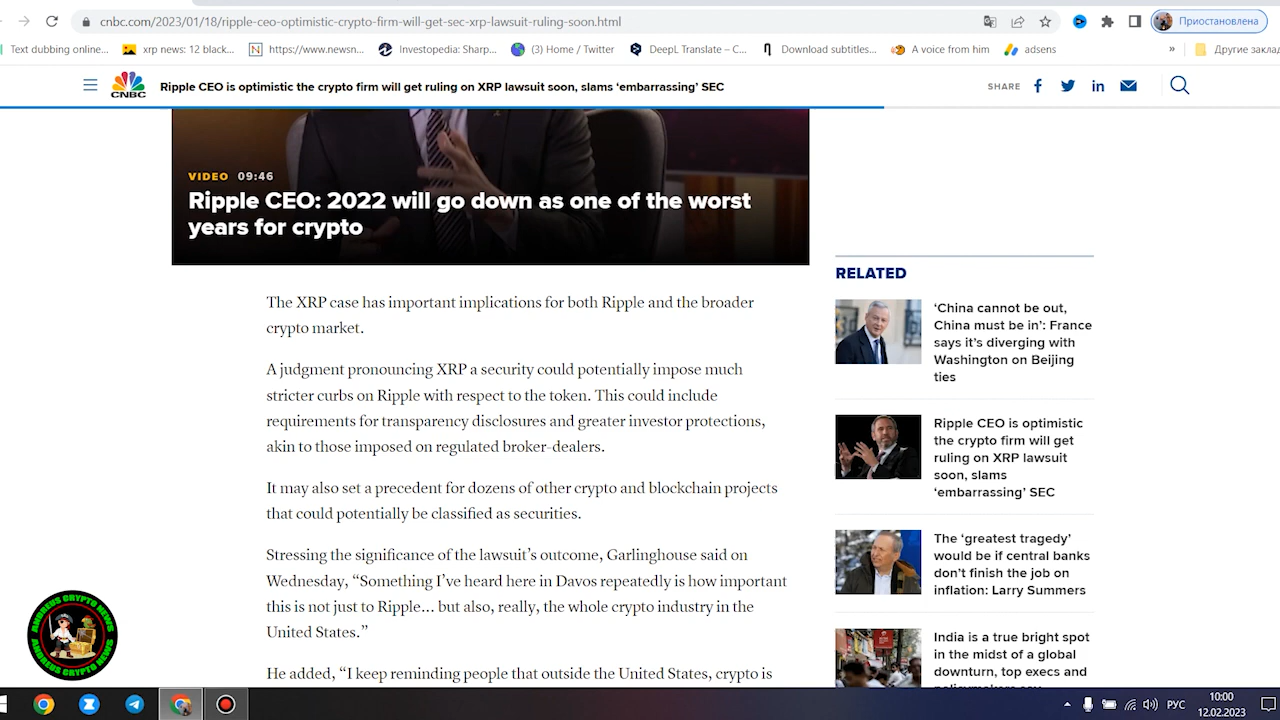 cnbc.com/2023/01/18/ripple-ceo-optimistic-crypto-firm-will-get-sec-xrp-lawsuit-ruling-soon.html
Приостановлена
Text dubbing online...
xrp news: 12 black...
https://www.newsn...
Investopedia: Sharp...
(3) Home / Twitter
DeepL Translate – C...
Download subtitles...
A voice from him
adsens
»
Другие закла
CNBC
Ripple CEO is optimistic the crypto firm will get ruling on XRP lawsuit soon, slams ‘embarrassing’ SEC
SHARE
VIDEO 09:46
Ripple CEO: 2022 will go down as one of the worst
years for crypto
The XRP case has important implications for both Ripple and the broader
crypto market.
A judgment pronouncing XRP a security could potentially impose much
stricter curbs on Ripple with respect to the token. This could include
requirements for transparency disclosures and greater investor protections,
akin to those imposed on regulated broker-dealers.
It may also set a precedent for dozens of other crypto and blockchain projects
that could potentially be classified as securities.
Stressing the significance of the lawsuit’s outcome, Garlinghouse said on
Wednesday, “Something I’ve heard here in Davos repeatedly is how important
this is not just to Ripple… but also, really, the whole crypto industry in the
United States.”
He added, “I keep reminding people that outside the United States, crypto is
RELATED
‘China cannot be out,
China must be in’: France
says it’s diverging with
Washington on Beijing
ties
Ripple CEO is optimistic
the crypto firm will get
ruling on XRP lawsuit
soon, slams
‘embarrassing’ SEC
The ‘greatest tragedy’
would be if central banks
don’t finish the job on
inflation: Larry Summers
India is a true bright spot
in the midst of a global
downturn, top execs and
ANDREUS CRYPTO NEWS
ANDREUS CRYPTO NEWS
РУС
10:00
12.02.2023